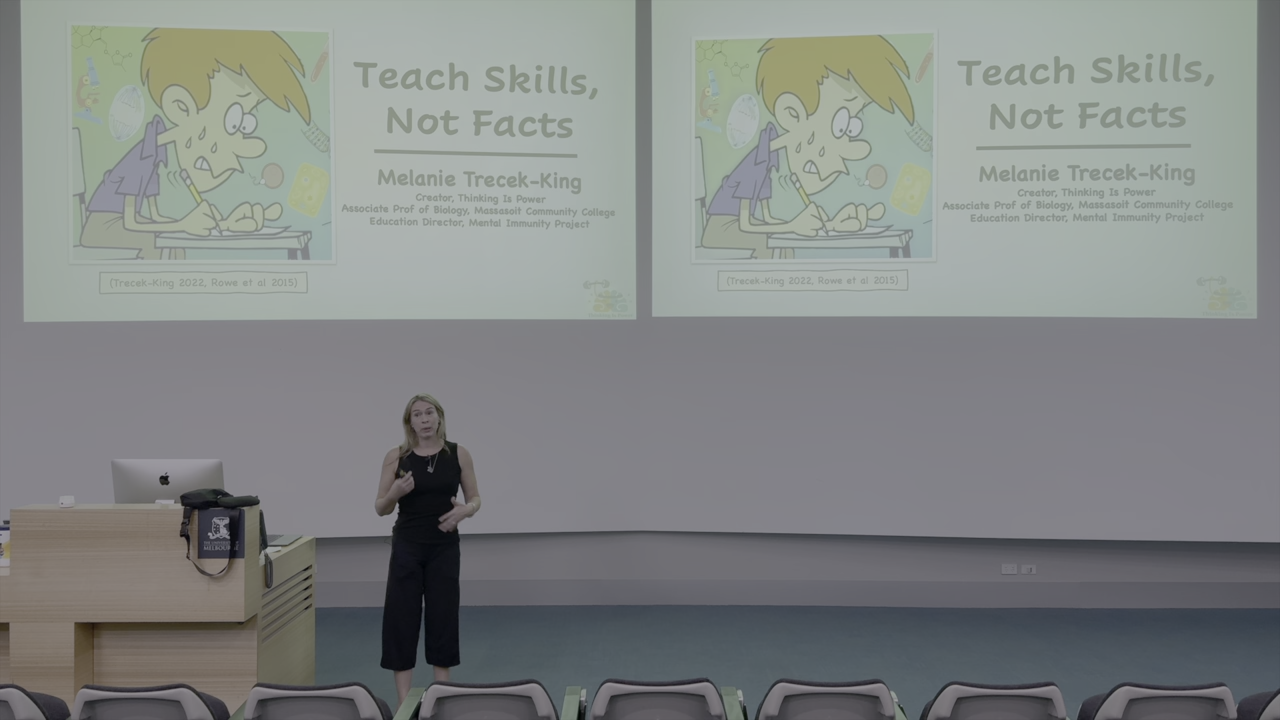 Teach Skills,
Not Facts
Melanie Trecek-King
Creator, Thinking Is Power
Associate Prof of Biology, Massasoit Community College
Education Director, Mental Immunity Project
(Trecek-King 2022, Rowe et al 2015)
Teach Skills,
Not Facts
Melanie Trecek-King
Creator, Thinking Is Power
Associate Prof of Biology, Massasoit Community College
Education Director, Mental Immunity Project
(Trecek-King 2022, Rowe et al 2015)
MELBOURNE